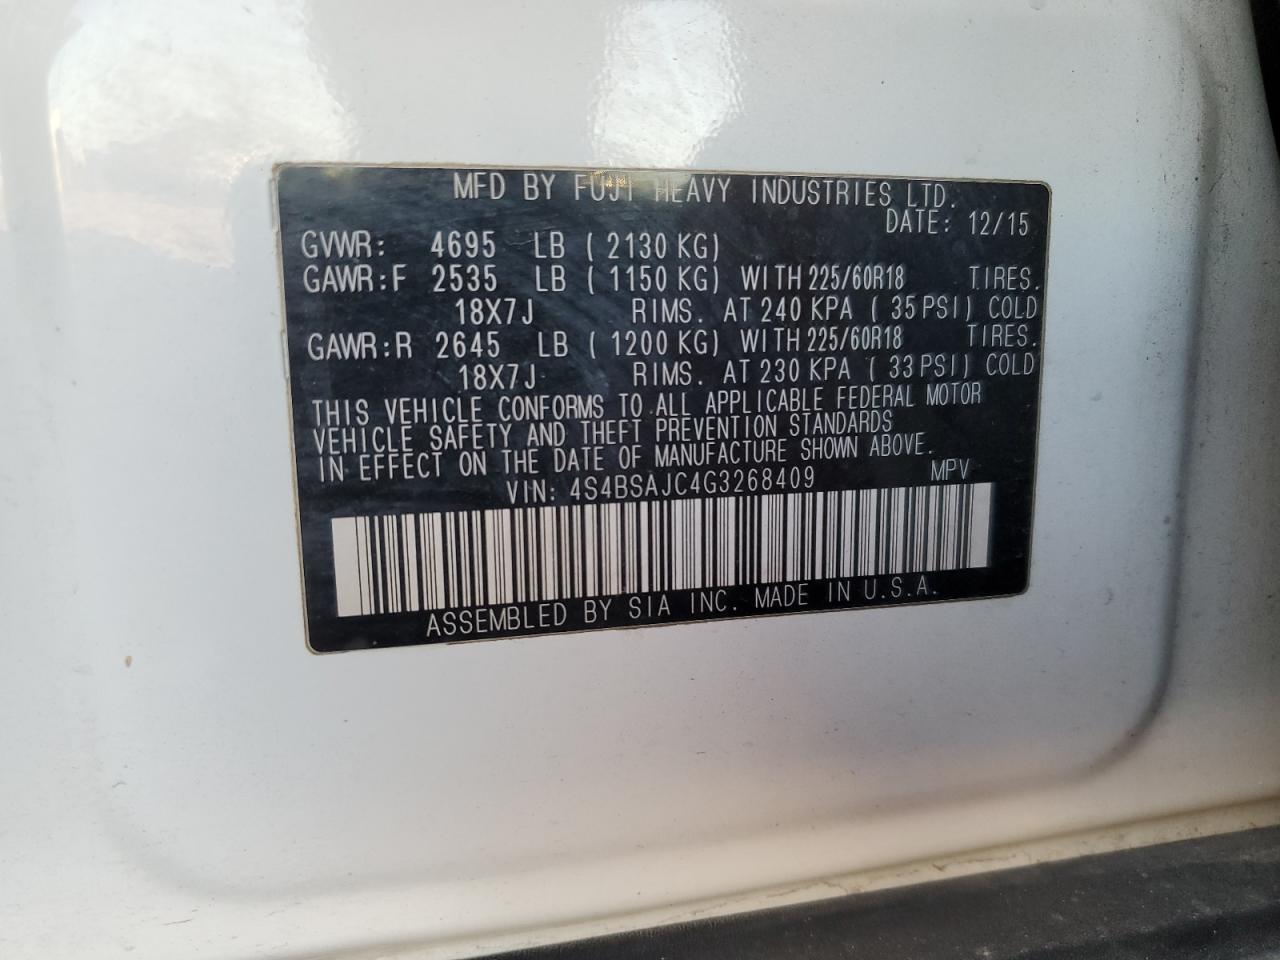 MFD BY FUJI HEAVY INDUSTRIES LTD.
DATE: 12/15
GVWR: 4695 LB ( 2130 KG)
GAWR:F 2535 LB ( 1150 KG) WITH 225/60R18 TIRES.
18X7J RIMS. AT 240 KPA ( 35 PSI) COLD
GAWR:R 2645 LB ( 1200 KG) WITH 225/60R18 TIRES.
18X7J RIMS. AT 230 KPA ( 33 PSI) COLD
THIS VEHICLE CONFORMS TO ALL APPLICABLE FEDERAL MOTOR
VEHICLE SAFETY AND THEFT PREVENTION STANDARDS
IN EFFECT ON THE DATE OF MANUFACTURE SHOWN ABOVE.
VIN: 4S4BSAJC4G3268409 MPV
ASSEMBLED BY SIA INC. MADE IN U.S.A.